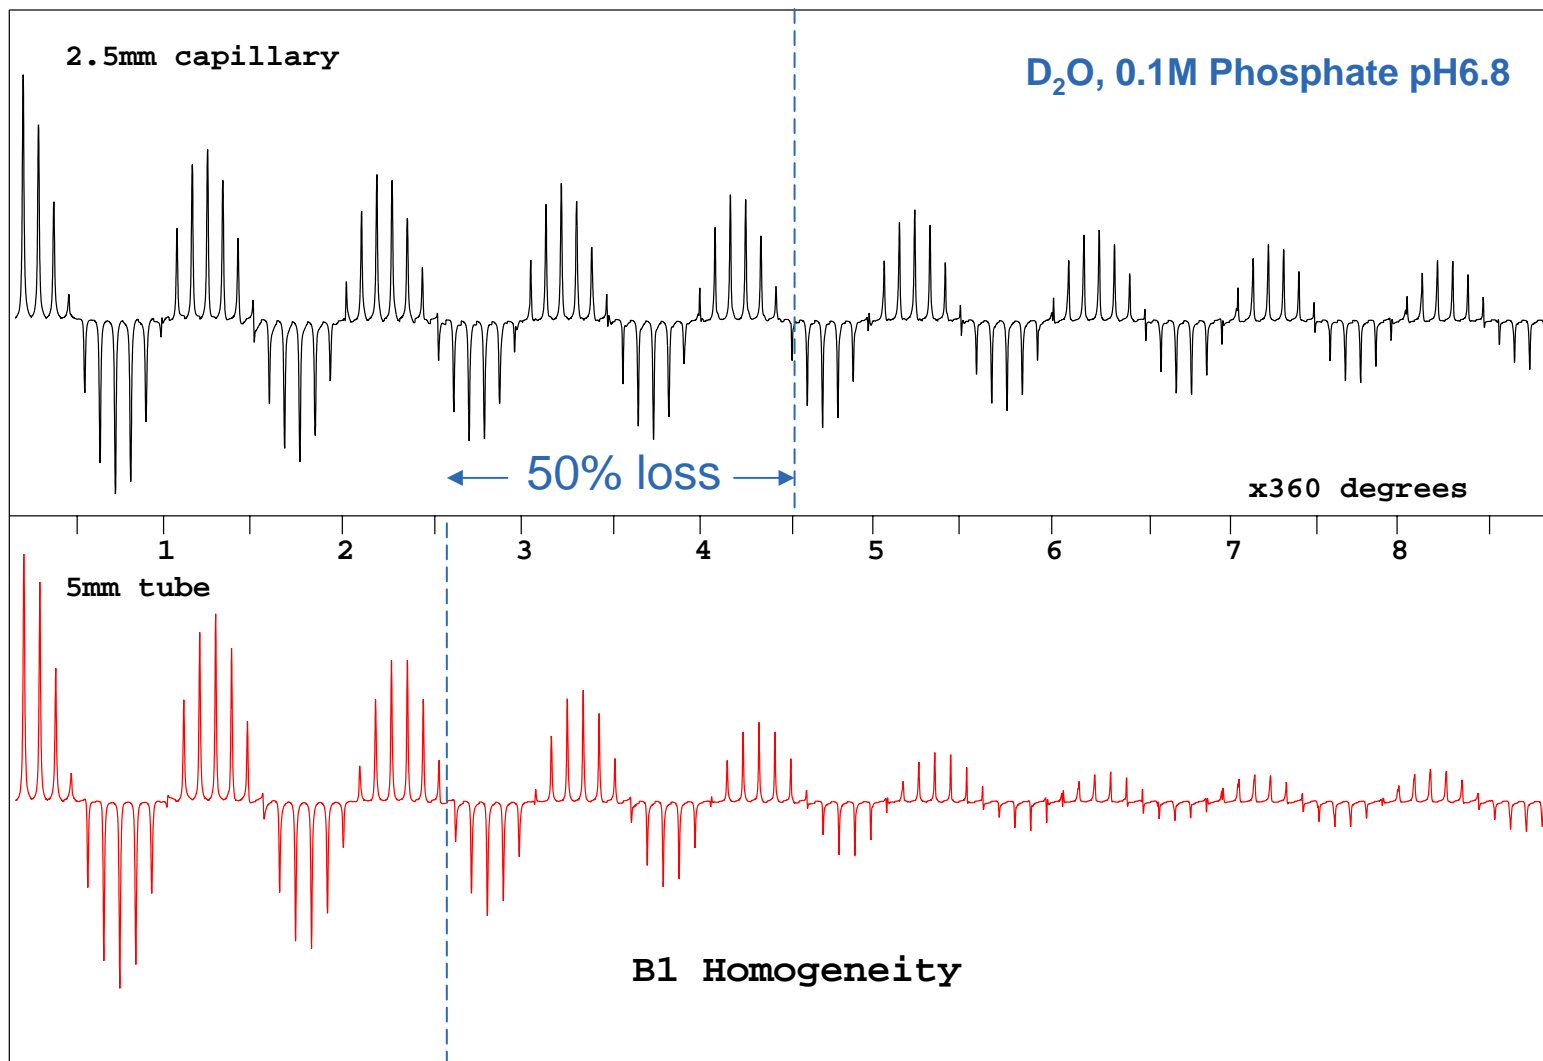 2.5mm capillary
D₂O, 0.1M Phosphate pH6.8
50% loss
x360 degrees
1 2 3 4 5 6 7 8
5mm tube
B1 Homogeneity